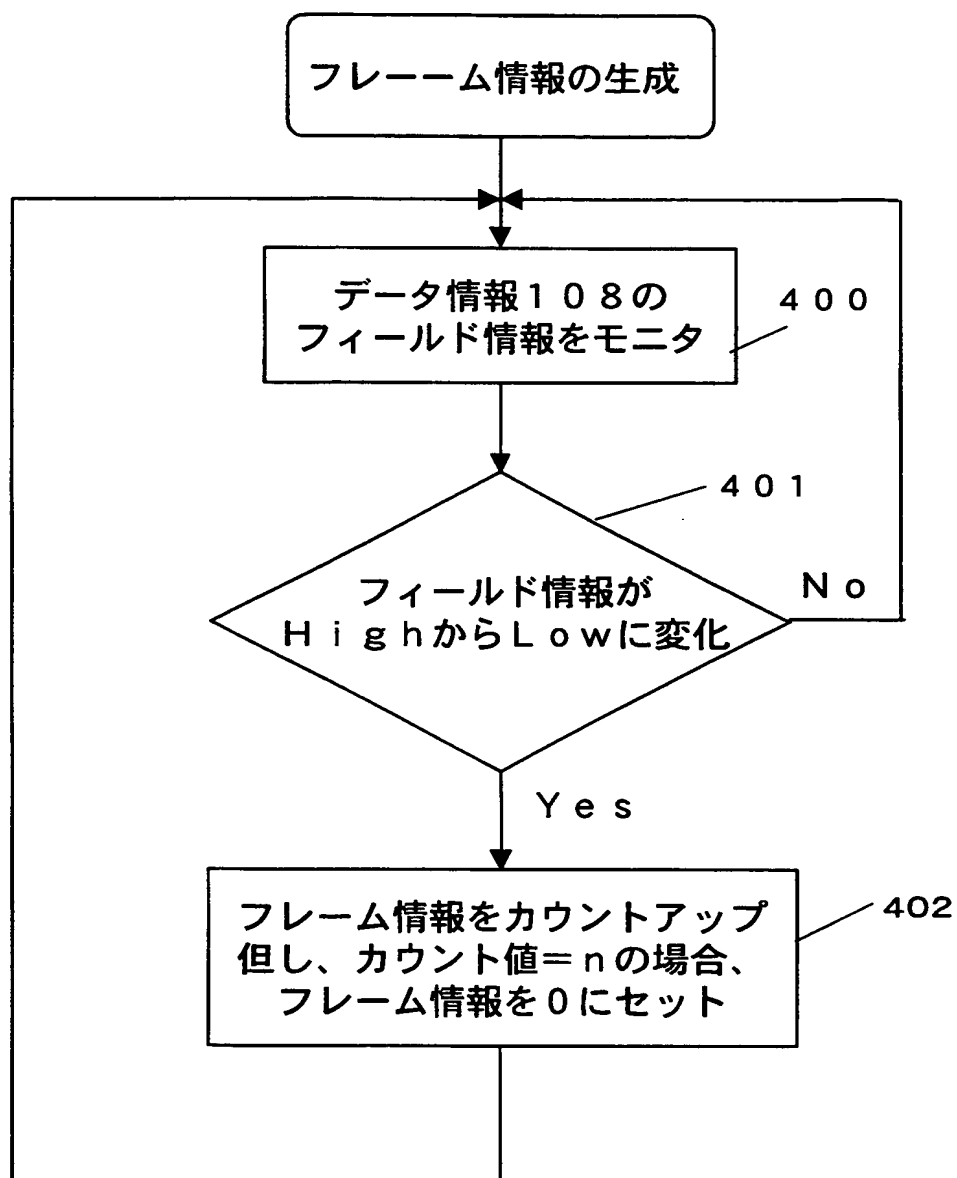 フレーーム情報の生成
データ情報１０８の
フィールド情報をモニタ
４００
４０１
フィールド情報が
ＨｉｇｈからＬｏｗに変化
Ｎｏ
Ｙｅｓ
フレーム情報をカウントアップ
但し、カウント値＝ｎの場合、
フレーム情報を０にセット
402